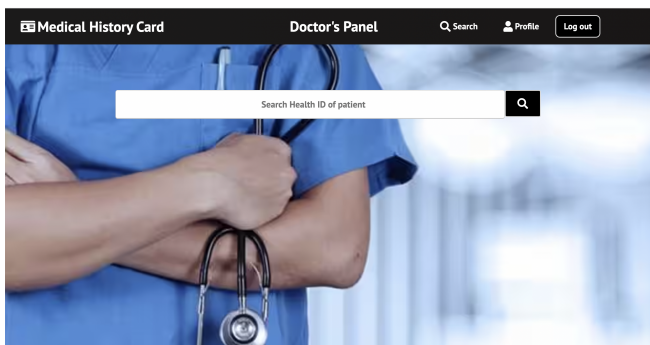 Medical History Card
Doctor's Panel
Search
Profile
Log out
Search Health ID of patient